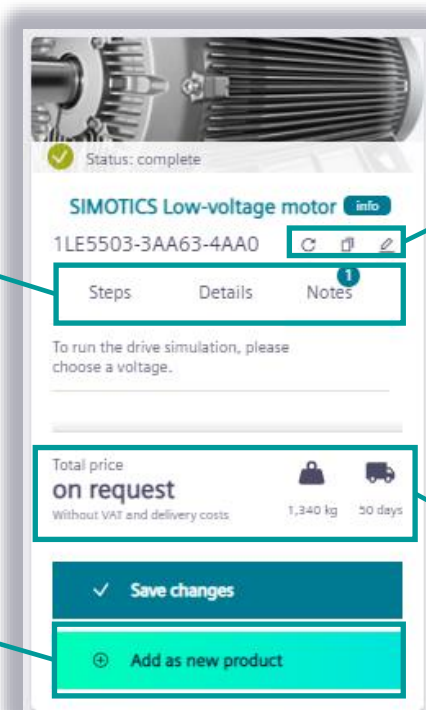 Status: complete
SIMOTICS Low-voltage motor info
1LE5503-3AA63-4AA0
Steps Details Notes 1
To run the drive simulation, please
choose a voltage.
Total price
on request
Without VAT and delivery costs
1,340 kg 50 days
Save changes
Add as new product